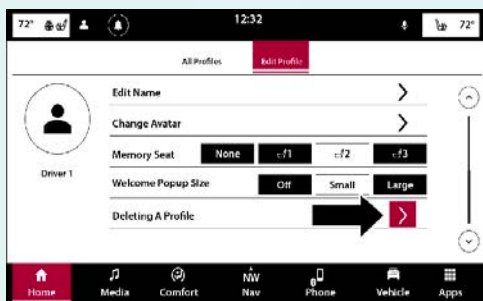 72° 12:32 72°
All Profiles Edit Profile
Edit Name
Change Avatar
Driver 1
Memory Seat None 1 2 3
Welcome Popup Size Off Small Large
Deleting A Profile
NW 0
Home Media Comfort Nav Phone Vehicle Apps